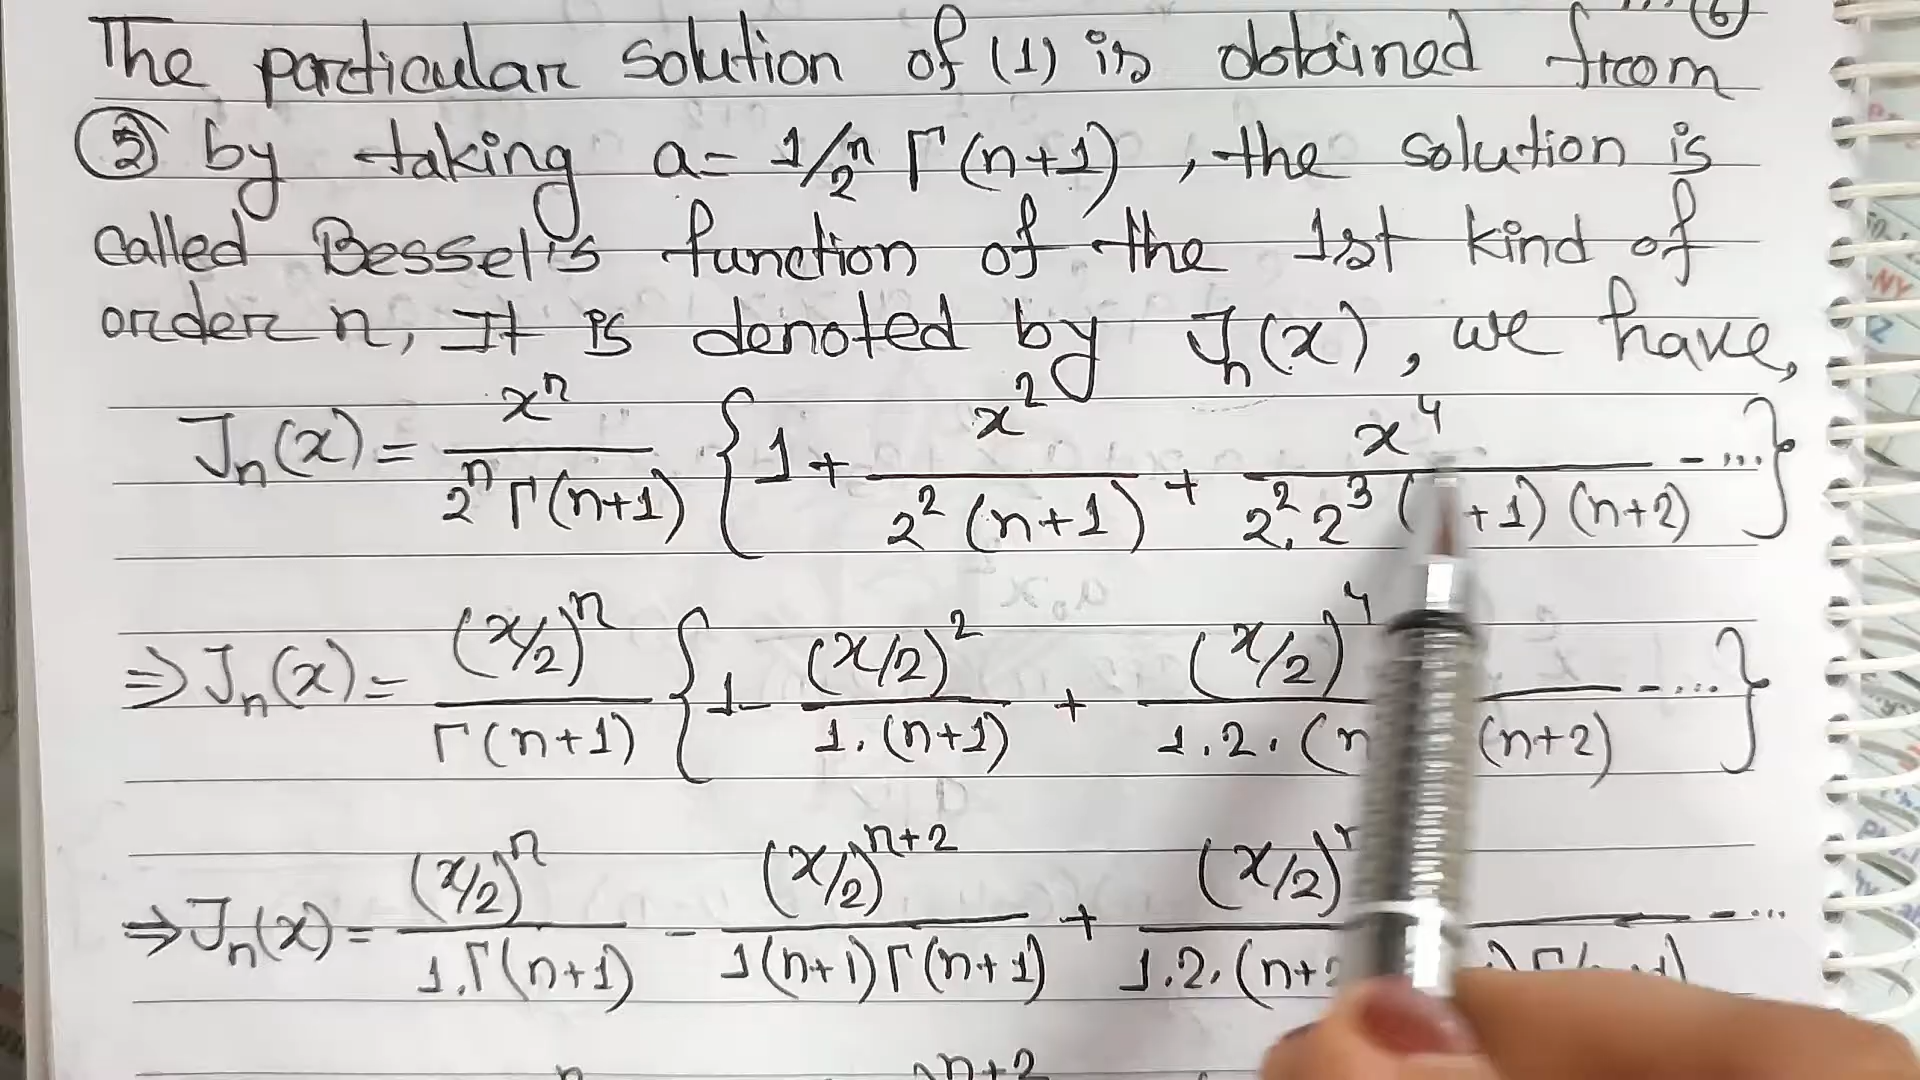 ... (6)
The particular solution of (1) is obtained from
② by taking a = 1/2ⁿ Γ(n+1), the solution is
called Bessel's function of the 1st kind of
order n, It is denoted by Jₙ(x), we have,
Jₙ(x) = xⁿ / 2ⁿ Γ(n+1) { 1 + x² / 2² (n+1) + x⁴ / 2².2³ ( +1) (n+2) - ... }
⇒ Jₙ(x) = (x/2)ⁿ / Γ(n+1) { 1 - (x/2)² / 1.(n+1) + (x/2)⁴ / 1.2.(n (n+2) - ... }
⇒ Jₙ(x) = (x/2)ⁿ / 1.Γ(n+1) - (x/2)ⁿ⁺² / 1(n+1)Γ(n+1) + (x/2) / 1.2.(n+2 - ...
n n+2